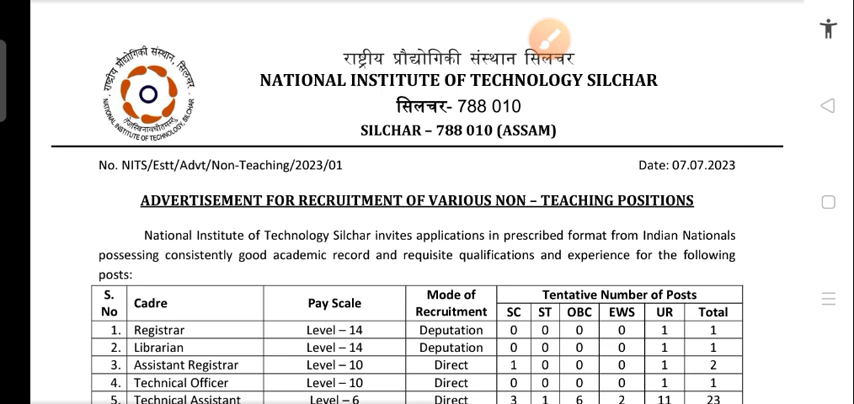 राष्ट्रीय प्रौद्योगिकी संस्थान, सिलचर
NATIONAL INSTITUTE OF TECHNOLOGY, SILCHAR
राष्ट्रीय प्रौद्योगिकी संस्थान सिलचर
NATIONAL INSTITUTE OF TECHNOLOGY SILCHAR
सिलचर- 788 010
SILCHAR – 788 010 (ASSAM)
No. NITS/Estt/Advt/Non-Teaching/2023/01 Date: 07.07.2023
ADVERTISEMENT FOR RECRUITMENT OF VARIOUS NON – TEACHING POSITIONS
National Institute of Technology Silchar invites applications in prescribed format from Indian Nationals
possessing consistently good academic record and requisite qualifications and experience for the following
posts:
S. No Cadre Pay Scale Mode of Recruitment Tentative Number of Posts
SC ST OBC EWS UR Total
1. Registrar Level – 14 Deputation 0 0 0 0 1 1
2. Librarian Level – 14 Deputation 0 0 0 0 1 1
3. Assistant Registrar Level – 10 Direct 1 0 0 0 1 2
4. Technical Officer Level – 10 Direct 0 0 0 0 1 1
5. Technical Assistant Level – 6 Direct 3 1 6 2 11 23